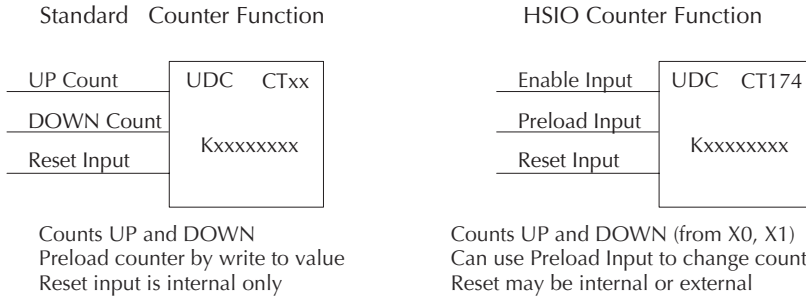 Standard Counter Function
UP Count
DOWN Count
Reset Input
UDC CTxx
Kxxxxxxxx
Counts UP and DOWN
Preload counter by write to value
Reset input is internal only
HSIO Counter Function
Enable Input
Preload Input
Reset Input
UDC CT174
Kxxxxxxxx
Counts UP and DOWN (from X0, X1)
Can use Preload Input to change count
Reset may be internal or external